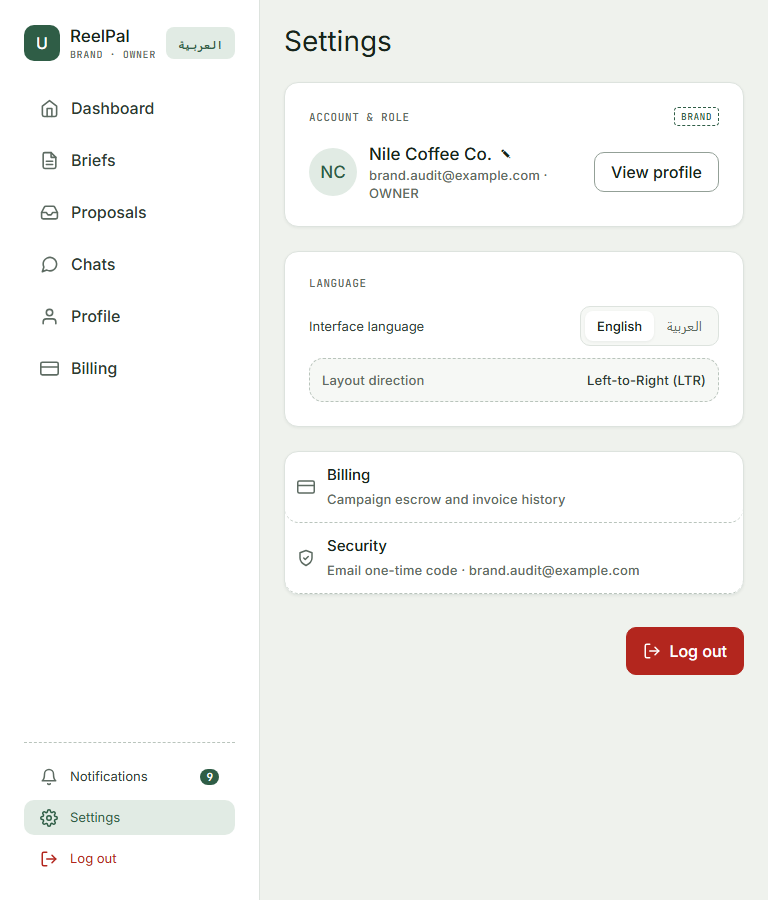 U
ReelPal
BRAND · OWNER
العربية
Dashboard
Briefs
Proposals
Chats
Profile
Billing
Notifications
9
Settings
Log out
Settings
ACCOUNT & ROLE
BRAND
NC
Nile Coffee Co.
brand.audit@example.com ·
OWNER
View profile
LANGUAGE
Interface language
English
العربية
Layout direction
Left-to-Right (LTR)
Billing
Campaign escrow and invoice history
Security
Email one-time code · brand.audit@example.com
Log out